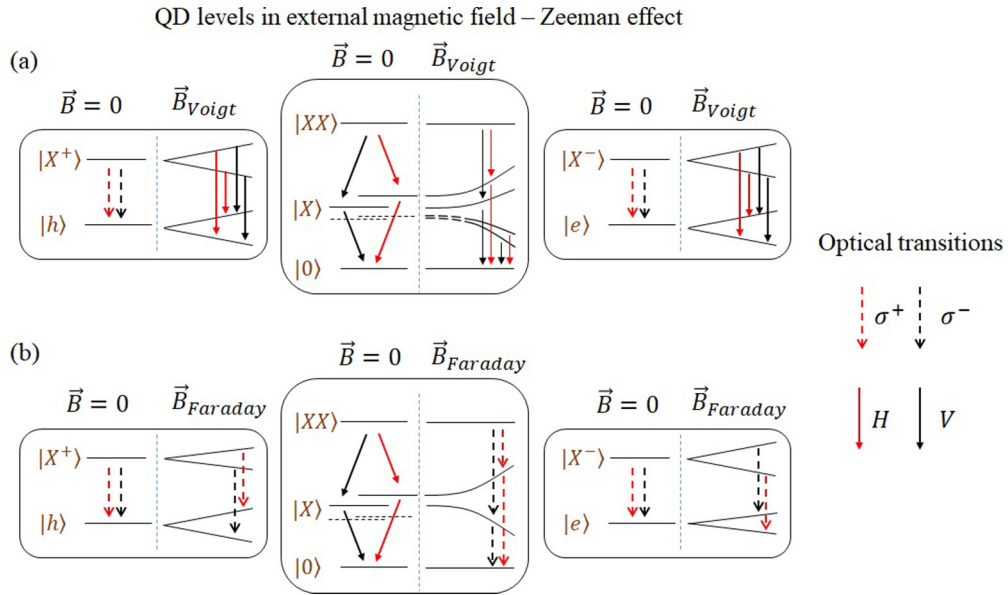 QD levels in external magnetic field – Zeeman effect
(a)
B⃗ = 0 B⃗_Voigt
|X⁺⟩
|h⟩
B⃗ = 0 B⃗_Voigt
|XX⟩
|X⟩
|0⟩
B⃗ = 0 B⃗_Voigt
|X⁻⟩
|e⟩
(b)
B⃗ = 0 B⃗_Faraday
|X⁺⟩
|h⟩
B⃗ = 0 B⃗_Faraday
|XX⟩
|X⟩
|0⟩
B⃗ = 0 B⃗_Faraday
|X⁻⟩
|e⟩
Optical transitions
σ⁺ σ⁻
H V